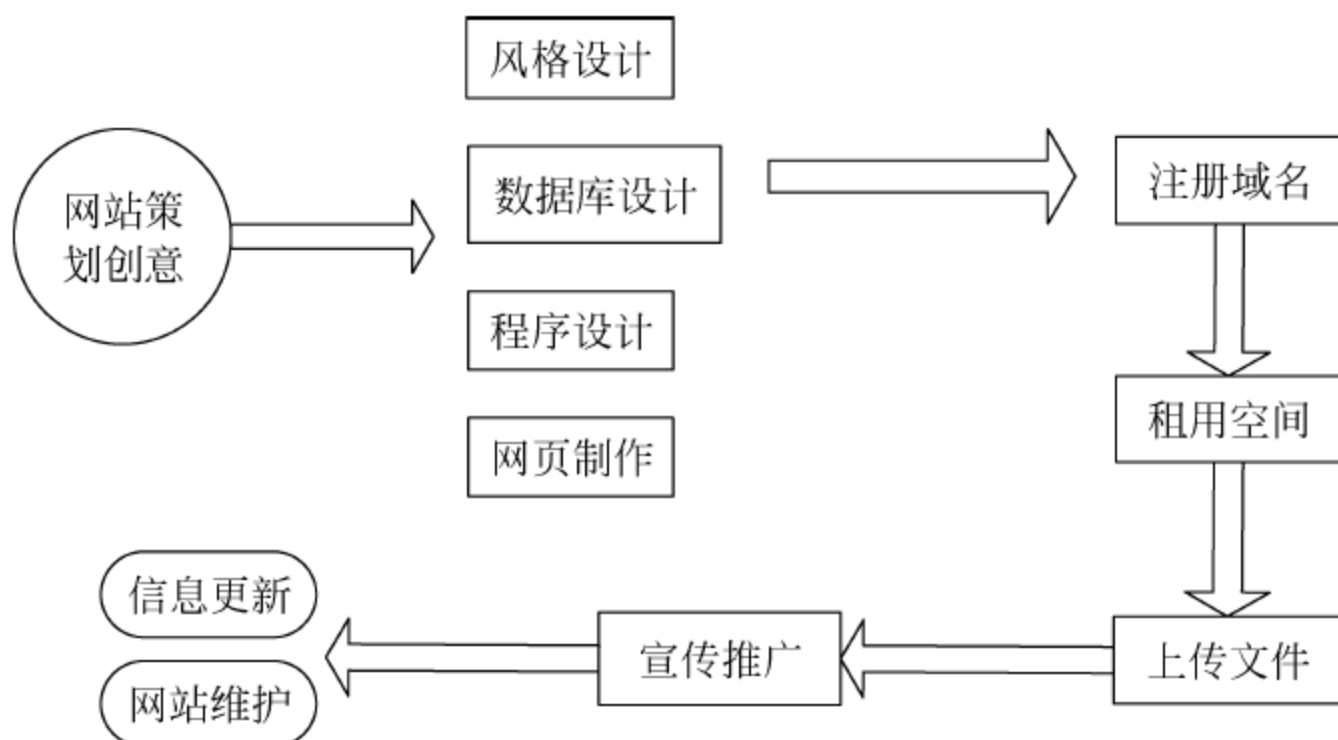 网站策
划创意
风格设计
数据库设计
程序设计
网页制作
注册域名
租用空间
上传文件
宣传推广
信息更新
网站维护